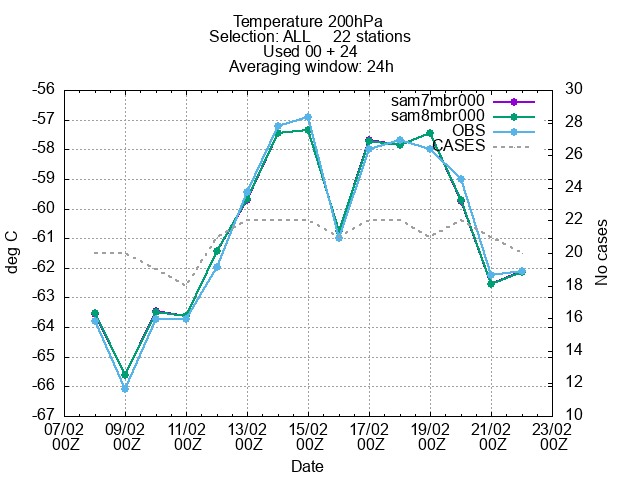 Temperature 200hPa
Selection: ALL 22 stations
Used 00 + 24
Averaging window: 24h
sam7mbr000
sam8mbr000
OBS
CASES
-56
-57
-58
-59
-60
-61
-62
-63
-64
-65
-66
-67
deg C
30
28
26
24
22
20
18
16
14
12
10
No cases
07/02 09/02 11/02 13/02 15/02 17/02 19/02 21/02 23/02
00Z 00Z 00Z 00Z 00Z 00Z 00Z 00Z 00Z
Date